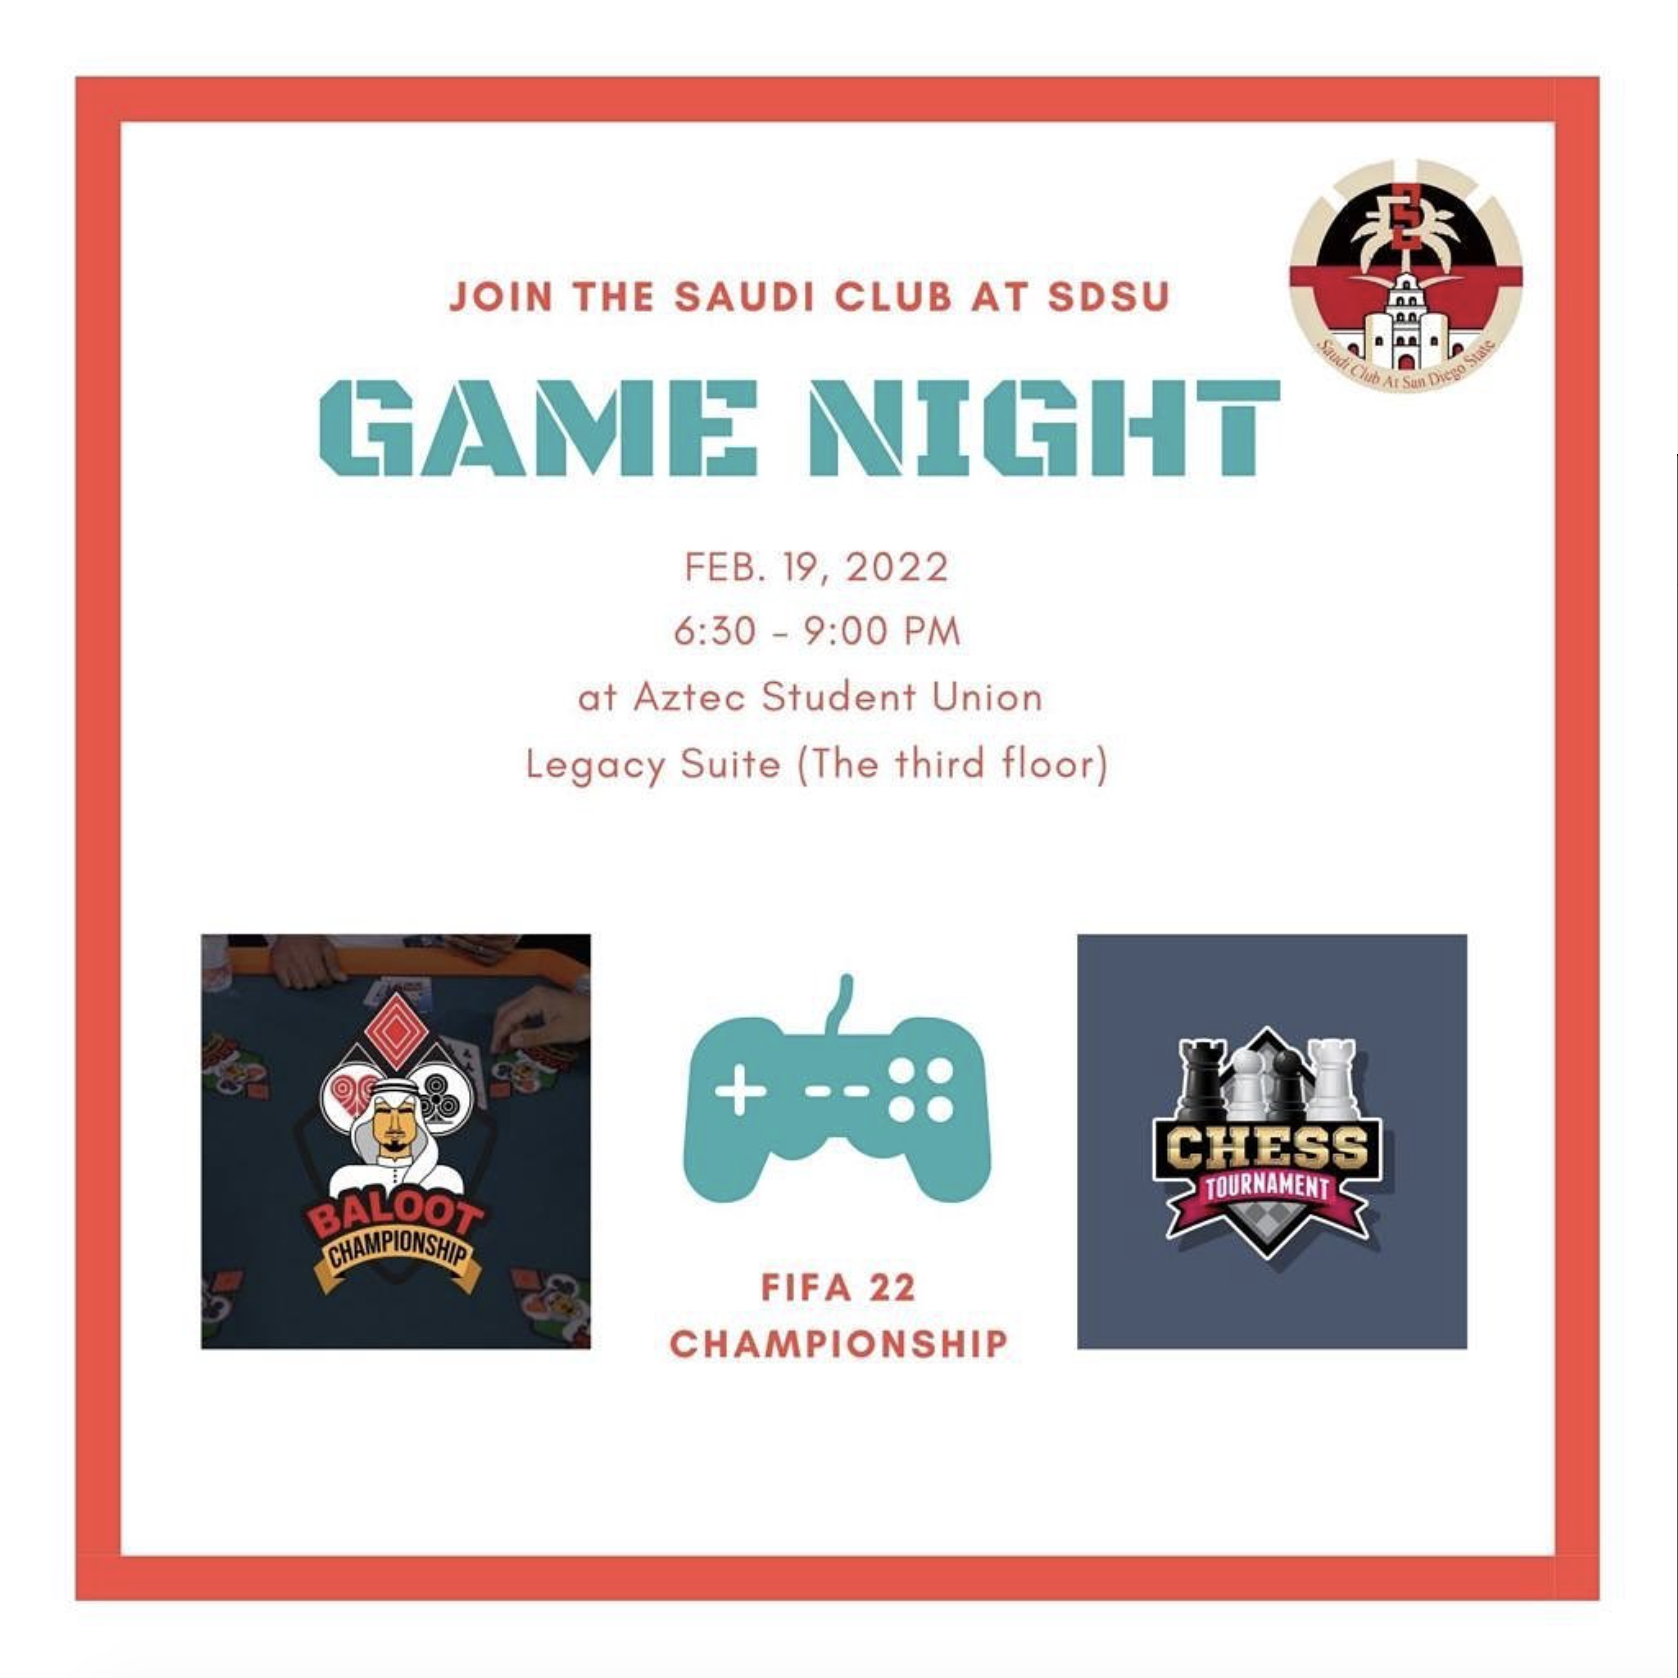 JOIN THE SAUDI CLUB AT SDSU
GAME NIGHT
Saudi Club At San Diego State
FEB. 19, 2022
6:30 - 9:00 PM
at Aztec Student Union
Legacy Suite (The third floor)
BALOOT
CHAMPIONSHIP
FIFA 22
CHAMPIONSHIP
CHESS
TOURNAMENT